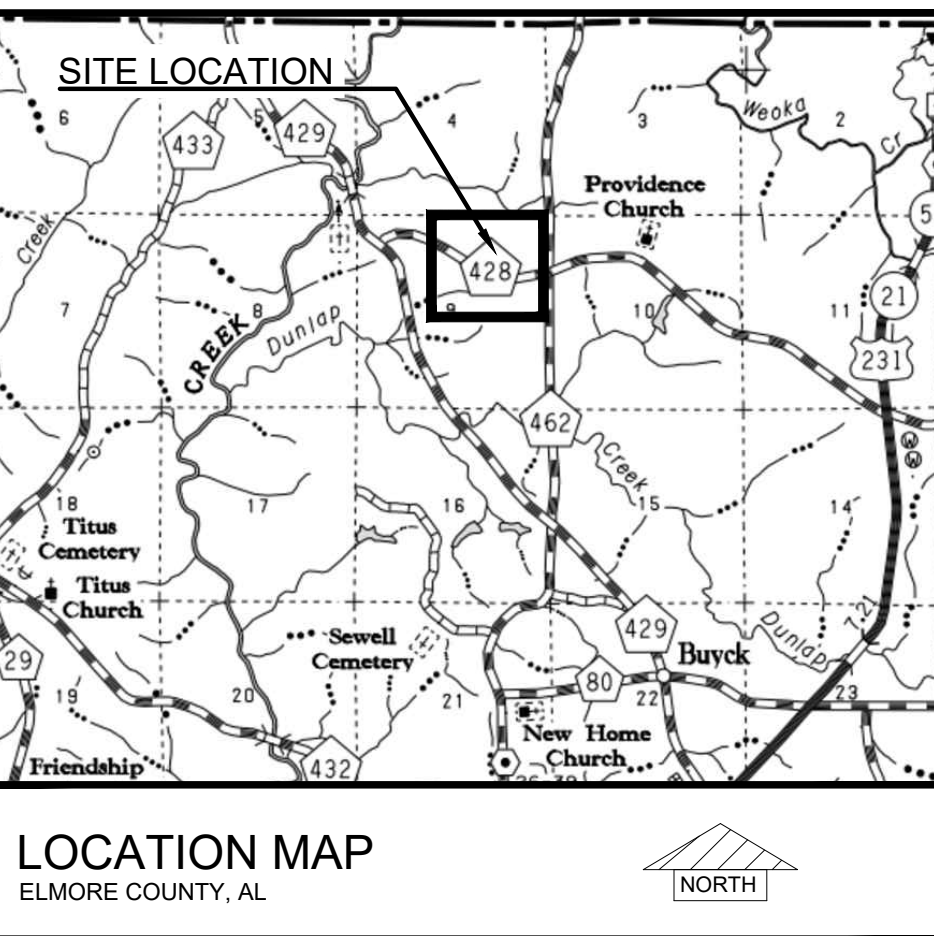 SITE LOCATION
6
5
4
3
2
433
429
Weoka
Cr
Providence
Church
5
Creek
428
21
7
8
9
10
11
CREEK
Dunlap
231
462
W
W
Creek
18
17
16
15
14
Titus
Cemetery
Titus
Church
7, 21
Sewell
Cemetery
429
Dunlap
Buyck
29
80
19
20
21
22
23
New Home
Church
Friendship
432
LOCATION MAP
ELMORE COUNTY, AL
NORTH